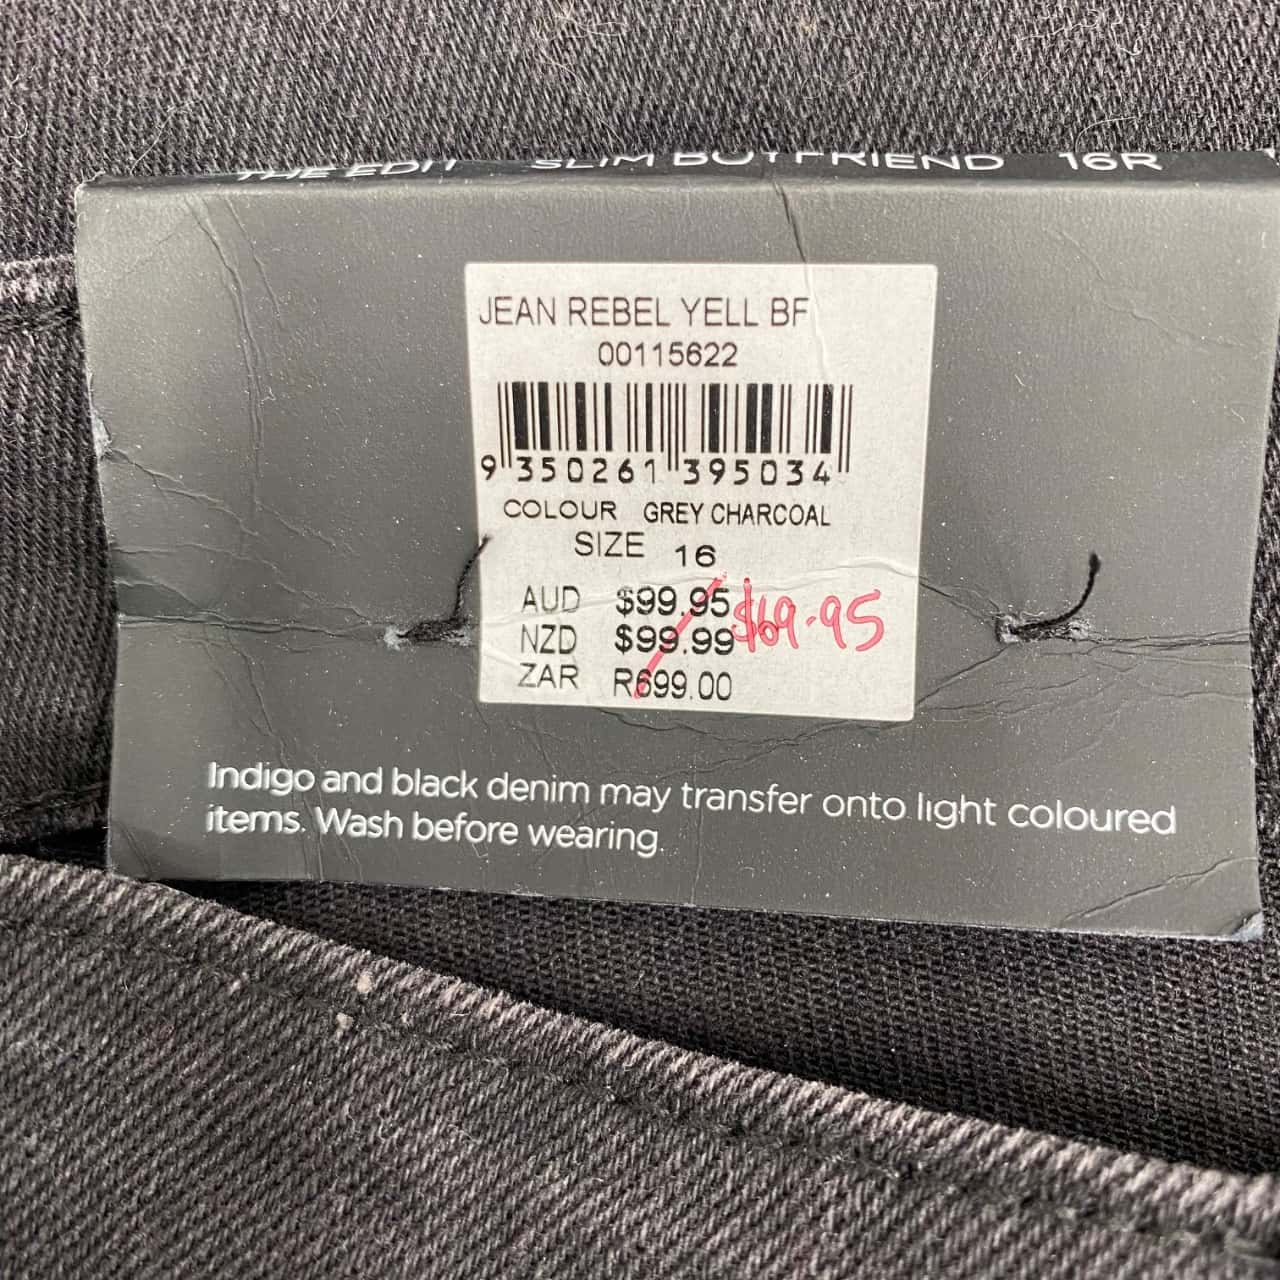 THE EDIT SLIM BOYFRIEND 16R
JEAN REBEL YELL BF
00115622
9 350261 395034
COLOUR GREY CHARCOAL
SIZE 16
AUD $99.95 $69.95
NZD $99.99
ZAR R699.00
Indigo and black denim may transfer onto light coloured
items. Wash before wearing.